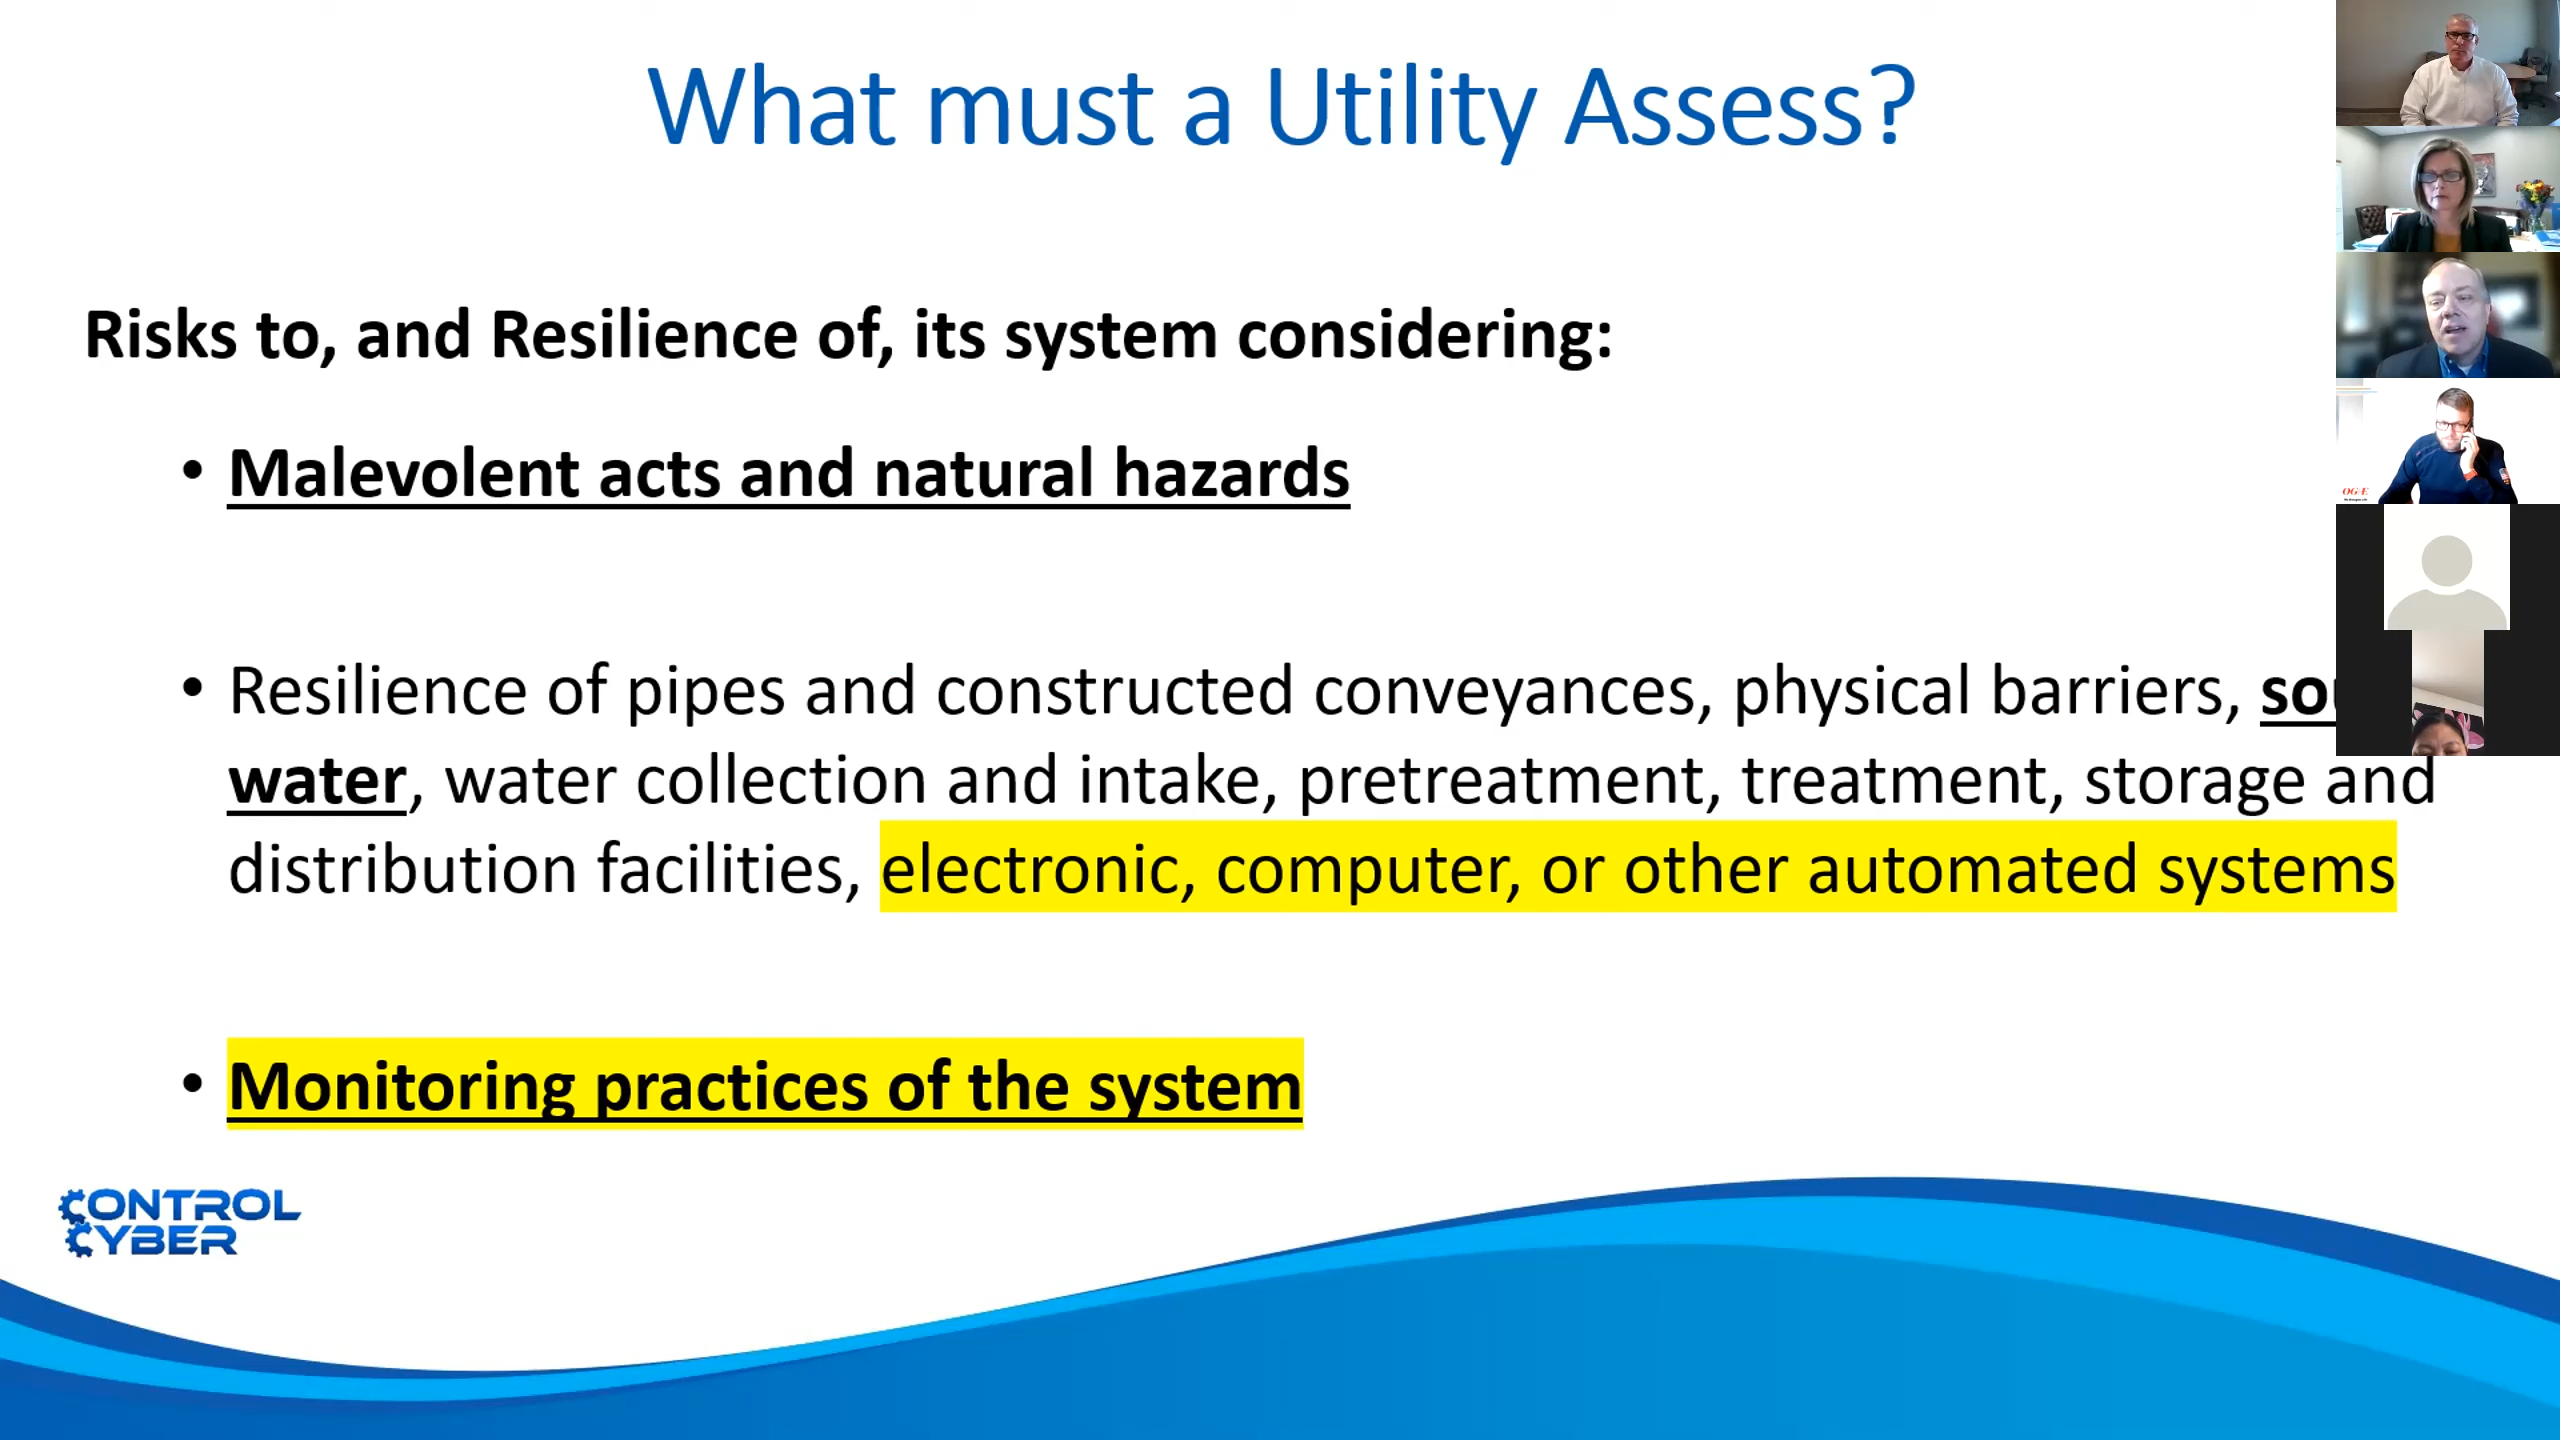 What must a Utility Assess?
Risks to, and Resilience of, its system considering:
• Malevolent acts and natural hazards
• Resilience of pipes and constructed conveyances, physical barriers,
water, water collection and intake, pretreatment, treatment, storage and
distribution facilities, electronic, computer, or other automated systems
• Monitoring practices of the system
CONTROL
CYBER
OG&E